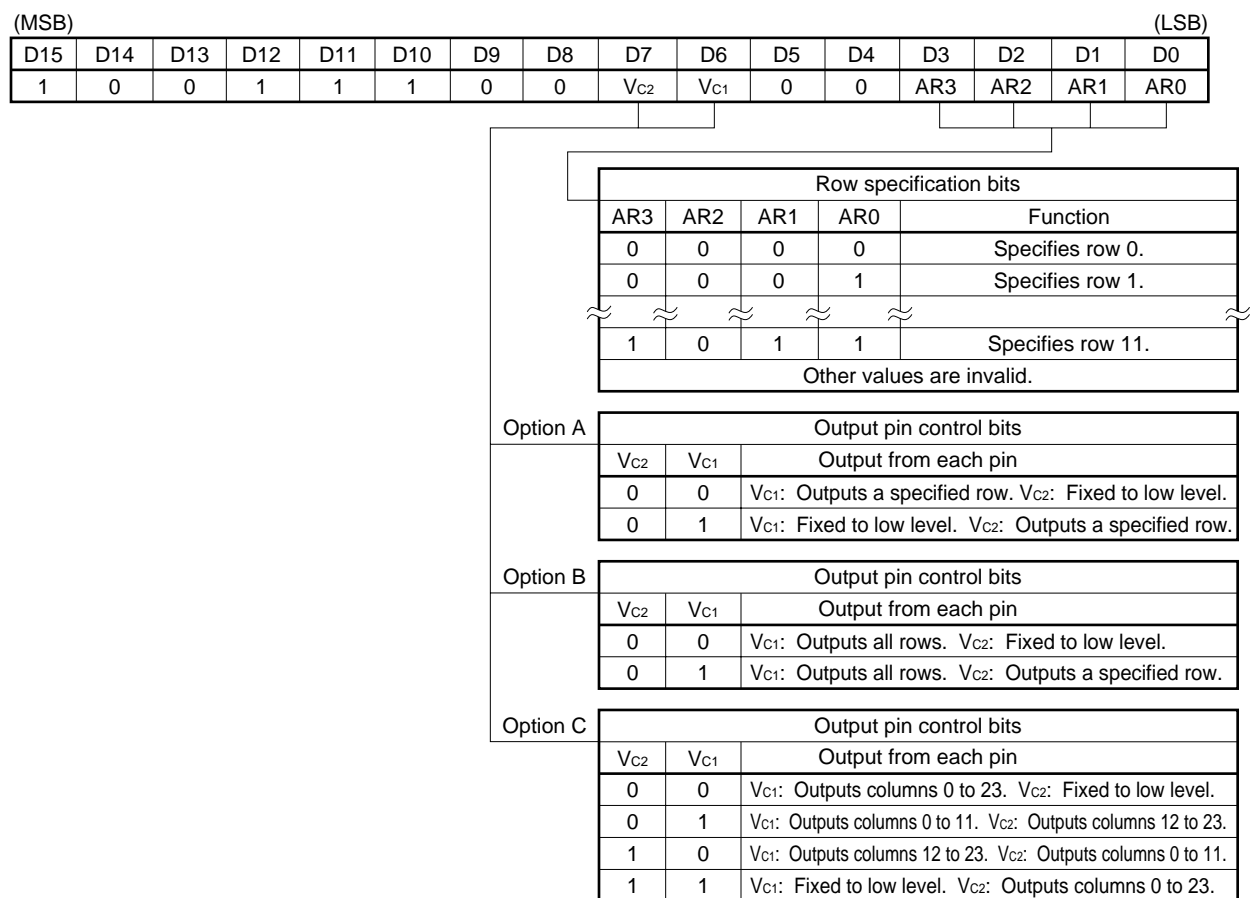 (MSB) (LSB)
D15 D14 D13 D12 D11 D10 D9 D8 D7 D6 D5 D4 D3 D2 D1 D0
1 0 0 1 1 1 0 0 VC2 VC1 0 0 AR3 AR2 AR1 AR0
Row specification bits
AR3 AR2 AR1 AR0 Function
0 0 0 0 Specifies row 0.
0 0 0 1 Specifies row 1.
1 0 1 1 Specifies row 11.
Other values are invalid.
Option A Output pin control bits
VC2 VC1 Output from each pin
0 0 VC1: Outputs a specified row. VC2: Fixed to low level.
0 1 VC1: Fixed to low level. VC2: Outputs a specified row.
Option B Output pin control bits
VC2 VC1 Output from each pin
0 0 VC1: Outputs all rows. VC2: Fixed to low level.
0 1 VC1: Outputs all rows. VC2: Outputs a specified row.
Option C Output pin control bits
VC2 VC1 Output from each pin
0 0 VC1: Outputs columns 0 to 23. VC2: Fixed to low level.
0 1 VC1: Outputs columns 0 to 11. VC2: Outputs columns 12 to 23.
1 0 VC1: Outputs columns 12 to 23. VC2: Outputs columns 0 to 11.
1 1 VC1: Fixed to low level. VC2: Outputs columns 0 to 23.